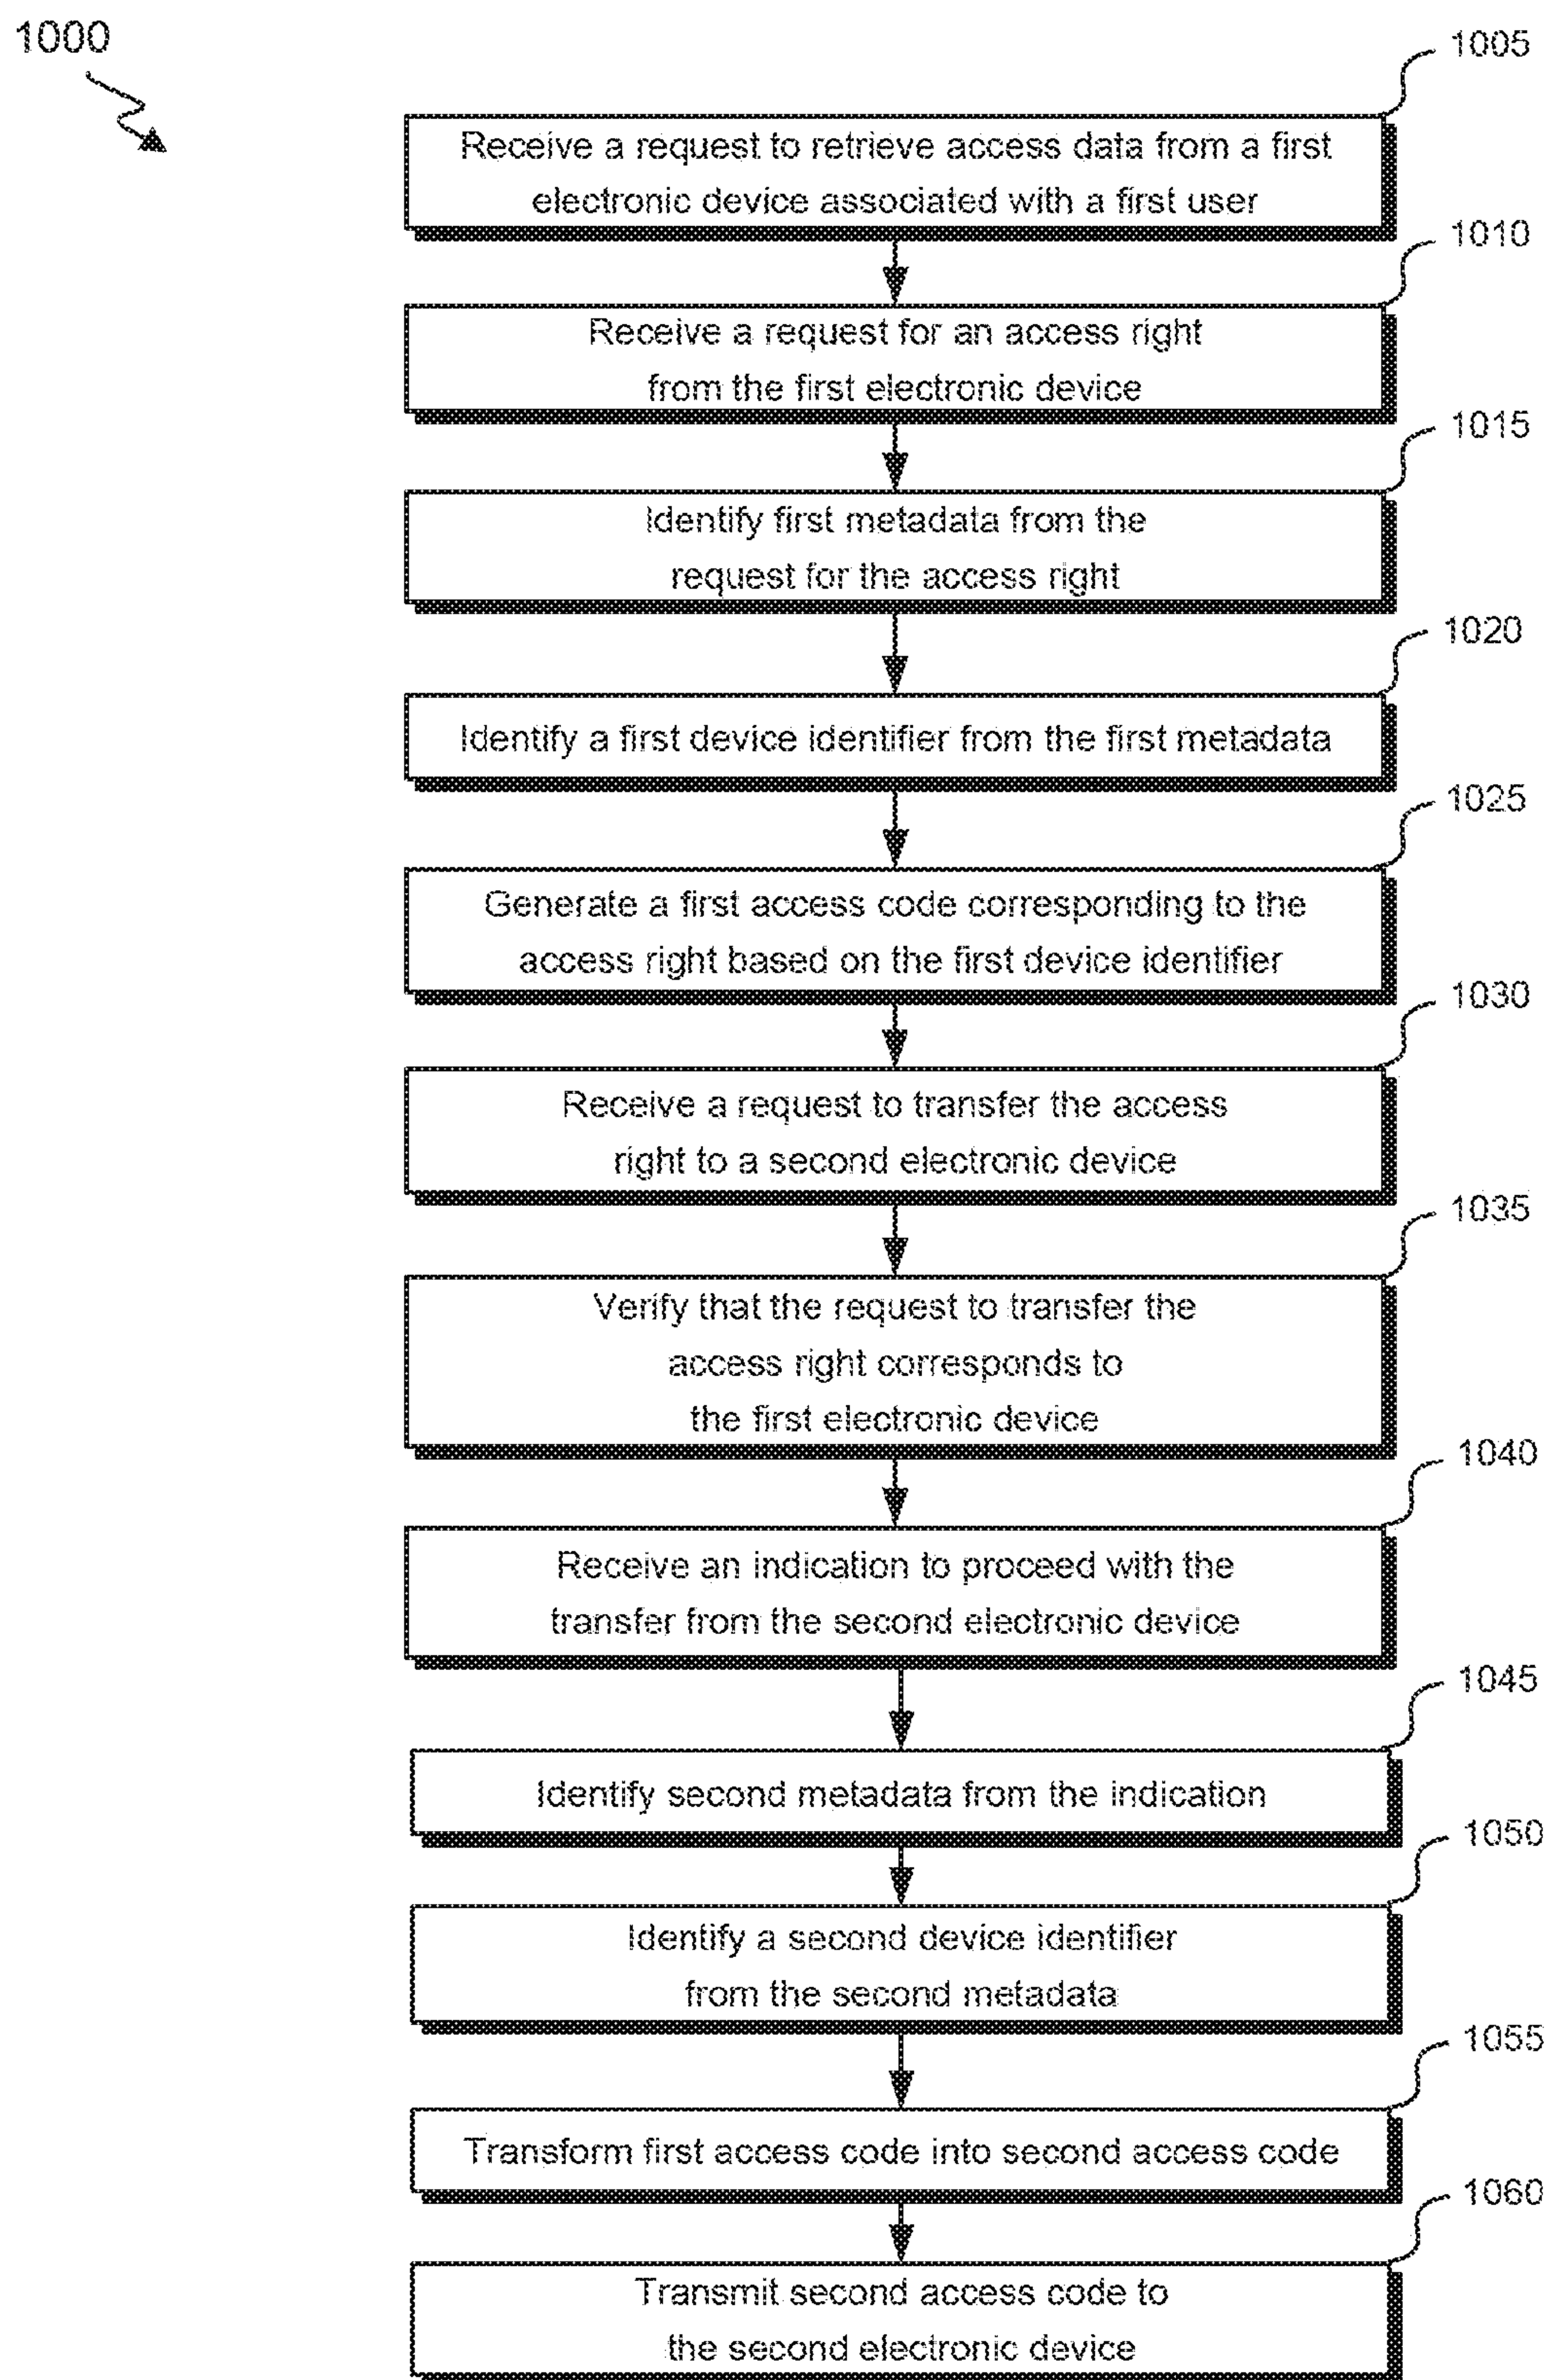 1000
1005
Receive a request to retrieve access data from a first
electronic device associated with a first user
1010
Receive a request for an access right
from the first electronic device
1015
Identify first metadata from the
request for the access right
1020
Identify a first device identifier from the first metadata
1025
Generate a first access code corresponding to the
access right based on the first device identifier
1030
Receive a request to transfer the access
right to a second electronic device
1035
Verify that the request to transfer the
access right corresponds to
the first electronic device
1040
Receive an indication to proceed with the
transfer from the second electronic device
1045
Identify second metadata from the indication
1050
Identify a second device identifier
from the second metadata
1055
Transform first access code into second access code
1060
Transmit second access code to
the second electronic device